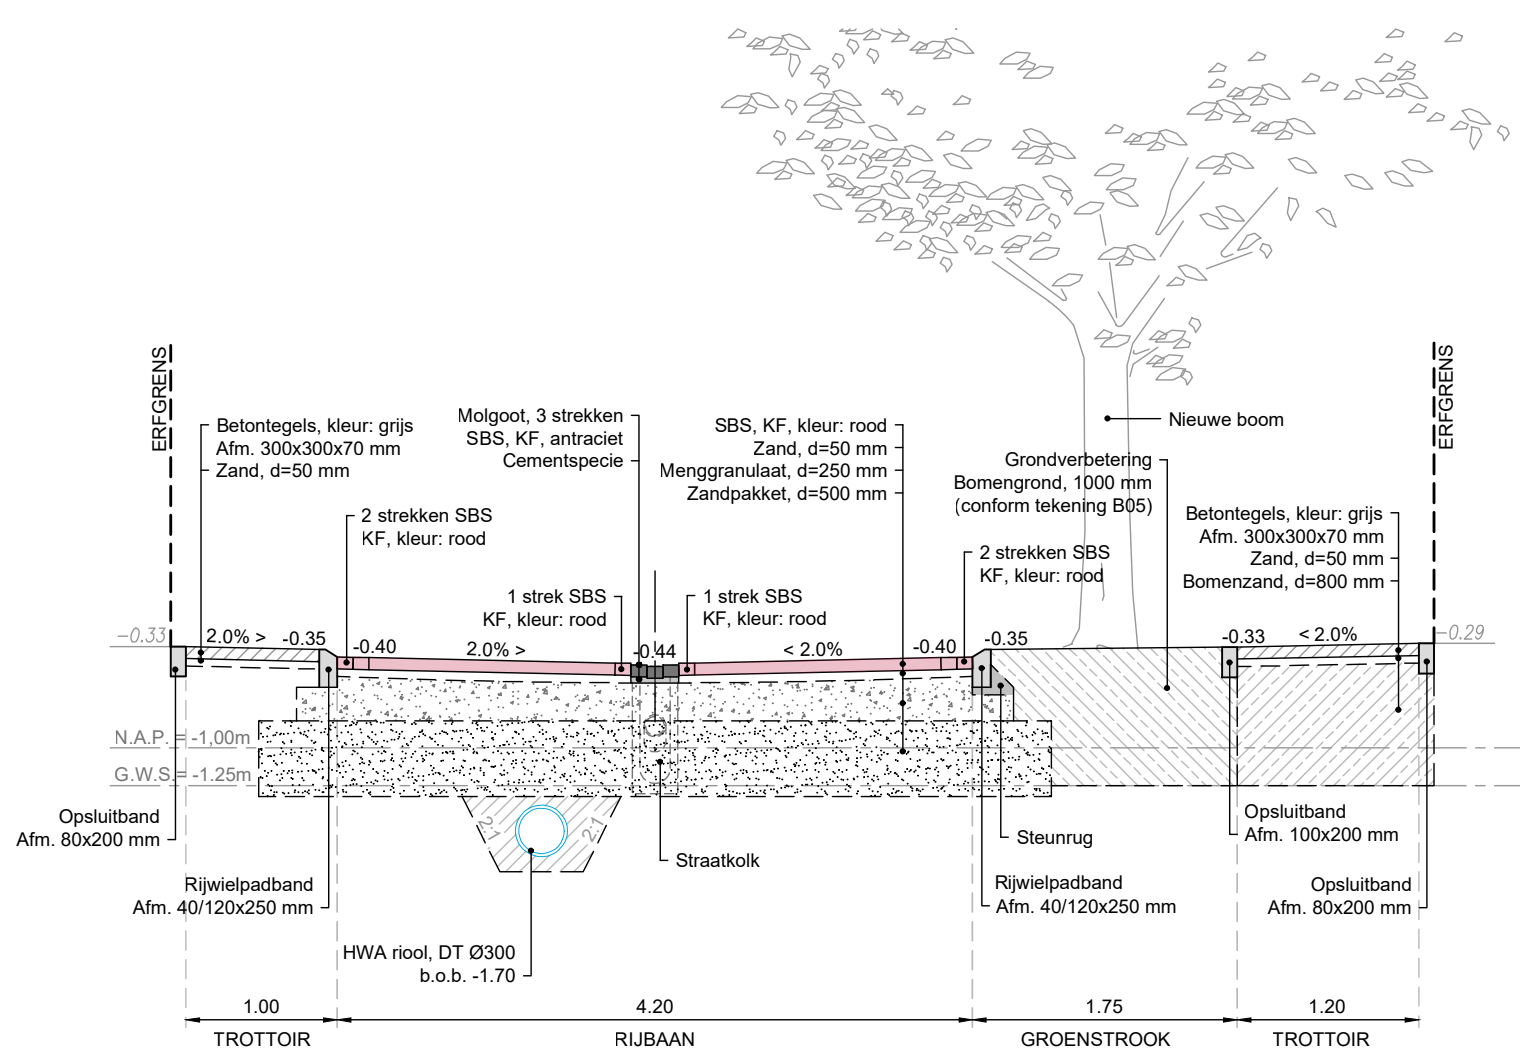 ERFGRENS
ERFGRENS
Betontegels, kleur: grijs
Afm. 300x300x70 mm
Zand, d=50 mm
2 strekken SBS
KF, kleur: rood
Molgoot, 3 strekken
SBS, KF, antraciet
Cementspecie
1 strek SBS
KF, kleur: rood
1 strek SBS
KF, kleur: rood
SBS, KF, kleur: rood
Zand, d=50 mm
Menggranulaat, d=250 mm
Zandpakket, d=500 mm
Nieuwe boom
Grondverbetering
Bomengrond, 1000 mm
(conform tekening B05)
2 strekken SBS
KF, kleur: rood
Betontegels, kleur: grijs
Afm. 300x300x70 mm
Zand, d=50 mm
Bomenzand, d=800 mm
-0.33
2.0% >
-0.35
-0.40
2.0% >
-0.44
< 2.0%
-0.40
-0.35
-0.33
< 2.0%
-0.29
N.A.P. = -1,00m
G.W.S.= -1.25m
2:1
2:1
Opsluitband
Afm. 80x200 mm
Rijwielpadband
Afm. 40/120x250 mm
HWA riool, DT Ø300
b.o.b. -1.70
Straatkolk
Steunrug
Rijwielpadband
Afm. 40/120x250 mm
Opsluitband
Afm. 100x200 mm
Opsluitband
Afm. 80x200 mm
1.00
4.20
1.75
1.20
TROTTOIR
RIJBAAN
GROENSTROOK
TROTTOIR